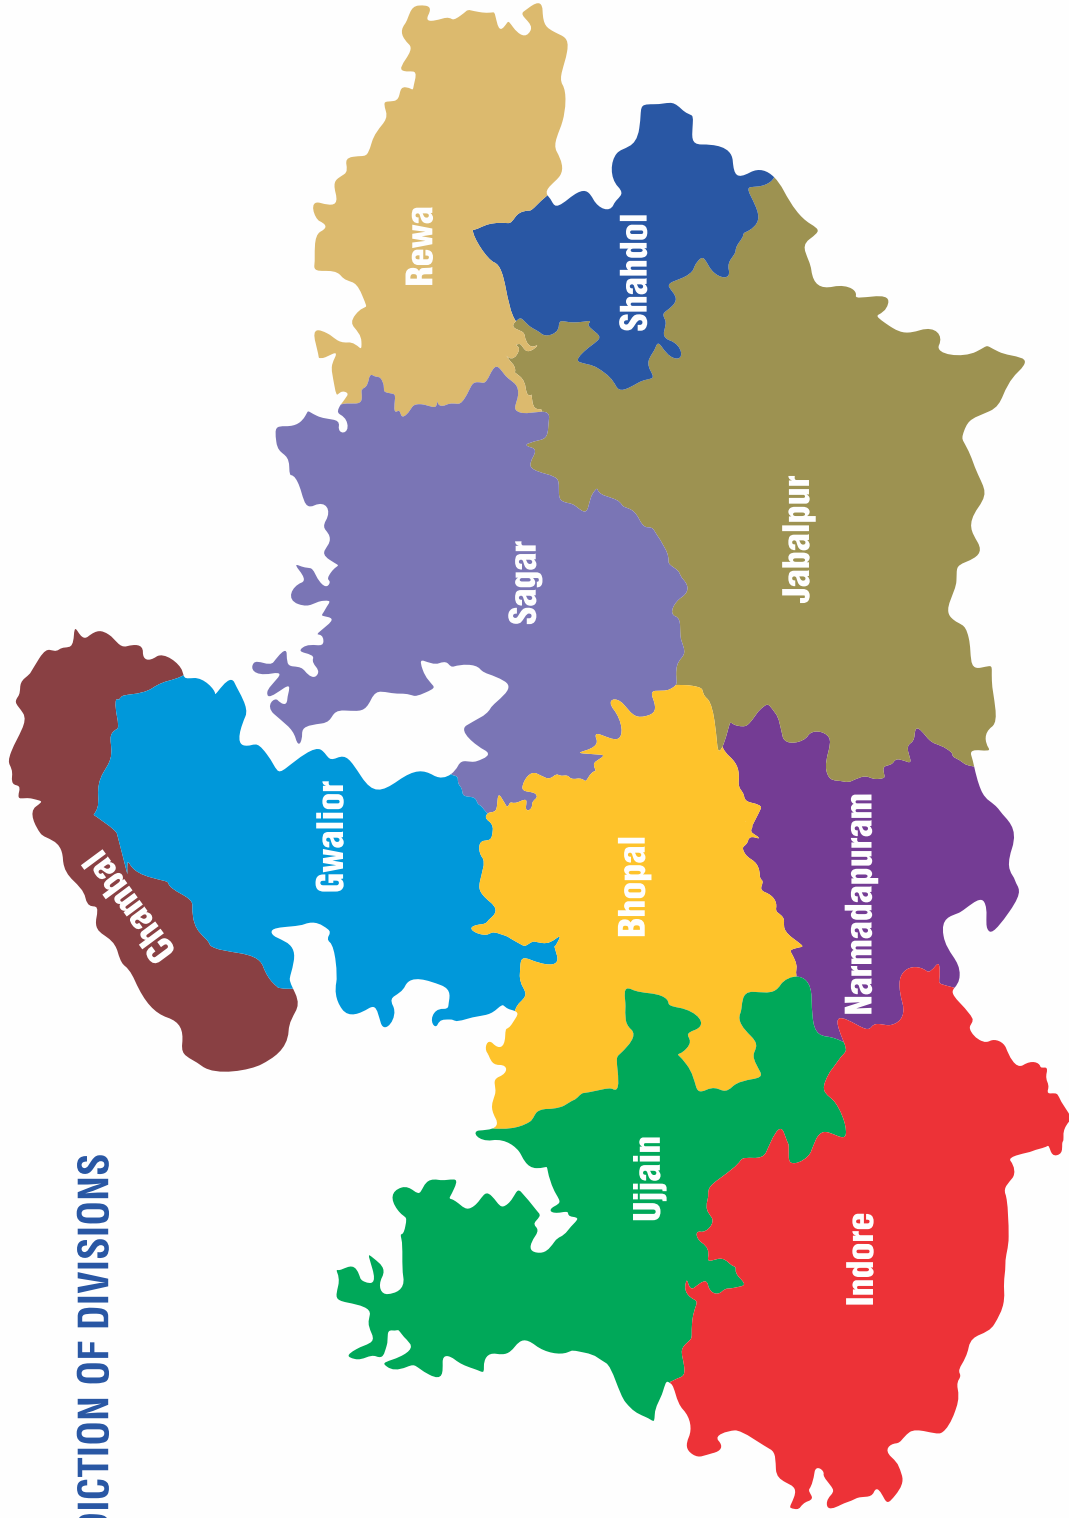 DICTION OF DIVISIONS
Chambal
Gwalior
Rewa
Sagar
Bhopal
Shahdol
Ujjain
Jabalpur
Indore
Narmadapuram